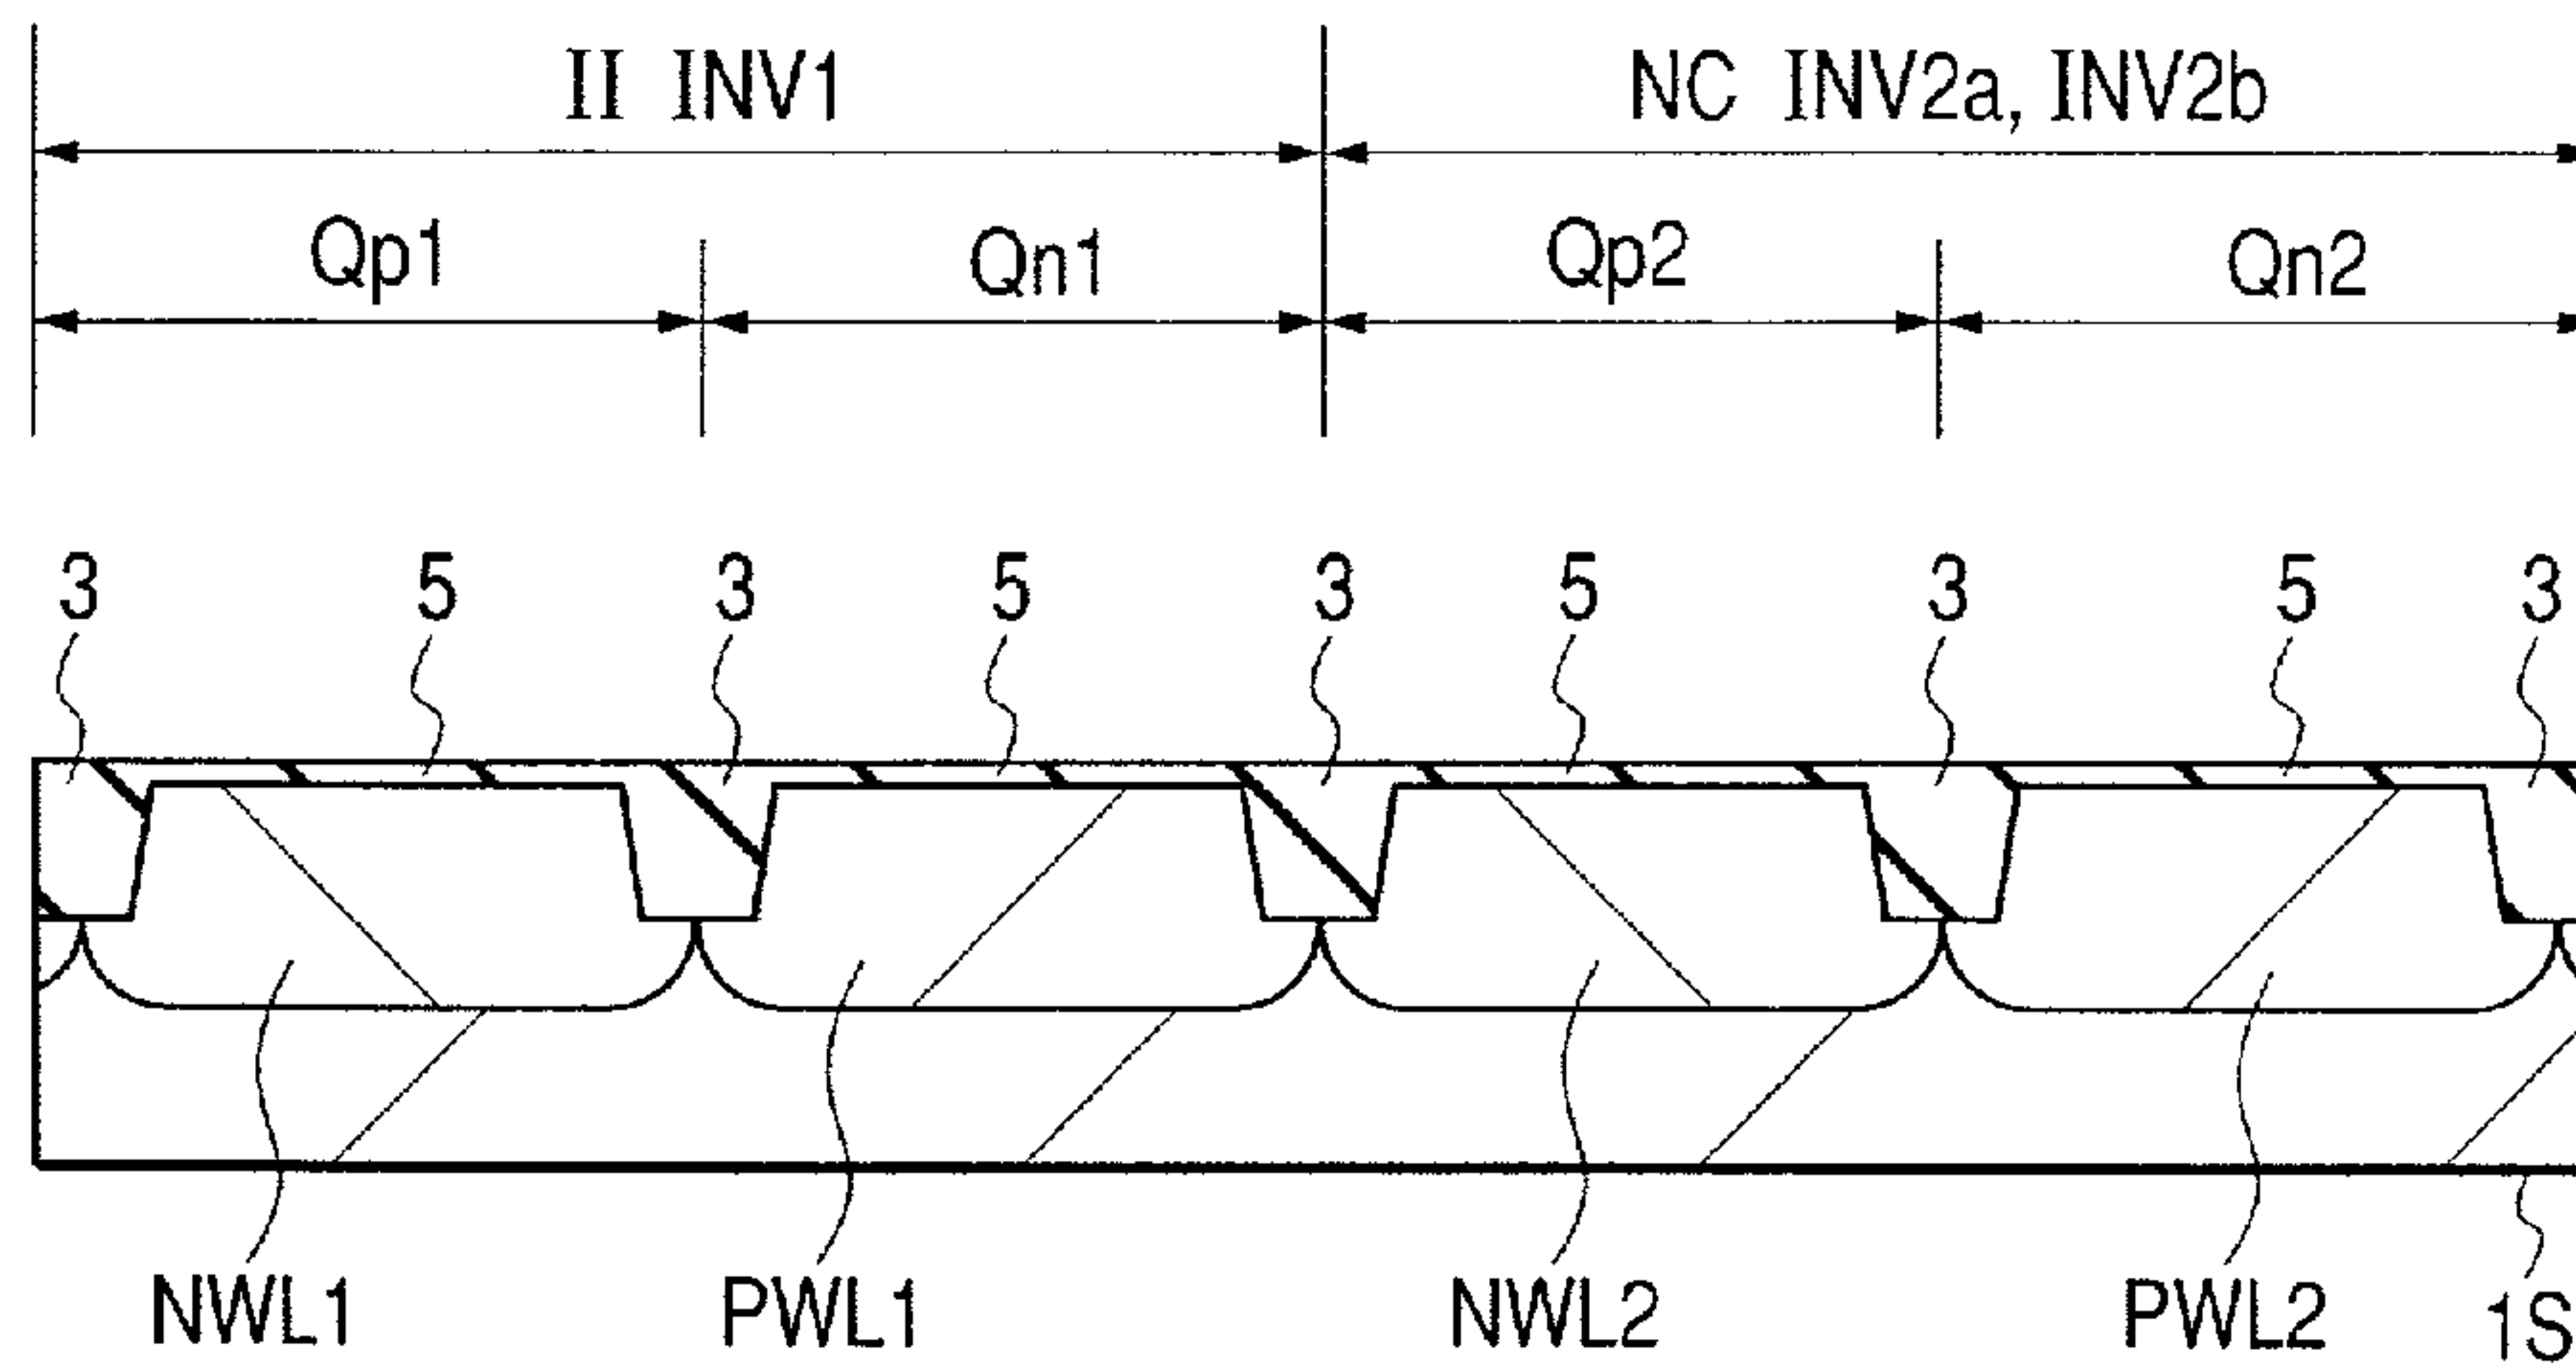 II INV1 NC INV2a, INV2b
Qp1 Qn1 Qp2 Qn2
3 5 3 5 3 5 3 5 3
NWL1 PWL1 NWL2 PWL2 1S